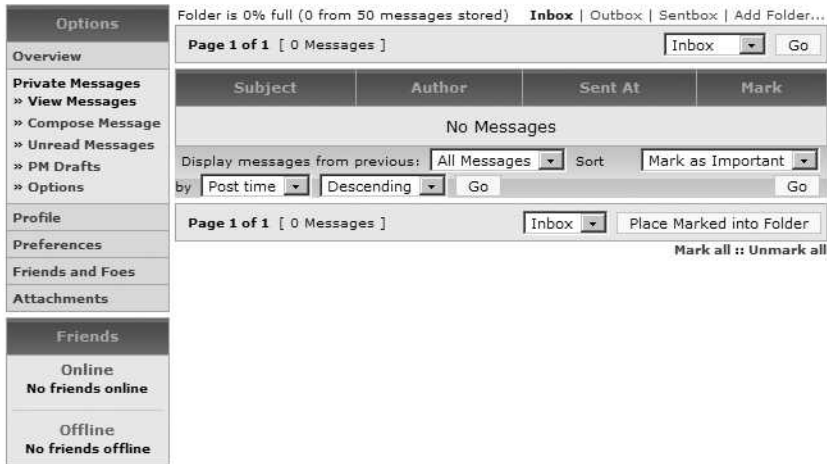 Options
Overview
Private Messages
» View Messages
» Compose Message
» Unread Messages
» PM Drafts
» Options
Profile
Preferences
Friends and Foes
Attachments
Friends
Online
No friends online
Offline
No friends offline
Folder is 0% full (0 from 50 messages stored) Inbox | Outbox | Sentbox | Add Folder...
Page 1 of 1 [ 0 Messages ] Inbox Go
Subject Author Sent At Mark
No Messages
Display messages from previous: All Messages Sort Mark as Important
by Post time Descending Go Go
Page 1 of 1 [ 0 Messages ] Inbox Place Marked into Folder
Mark all :: Unmark all